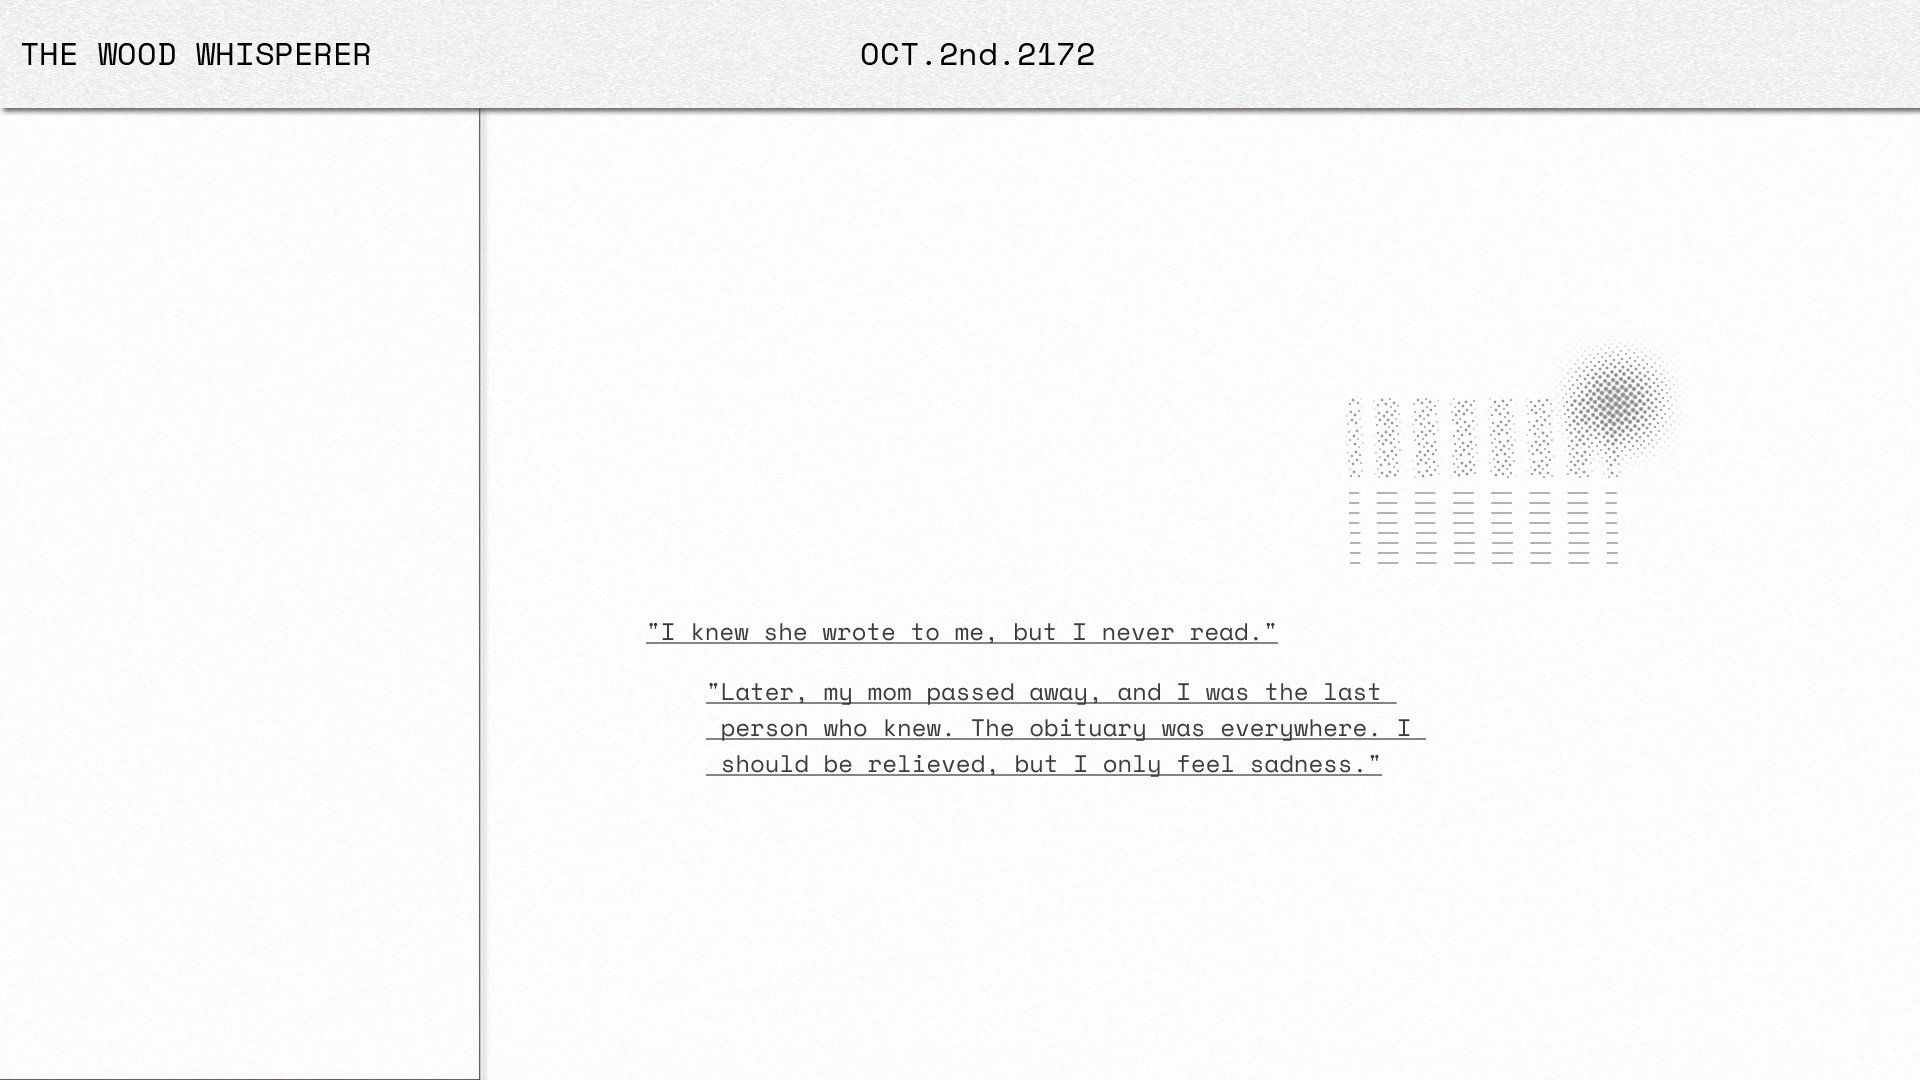 THE WOOD WHISPERER
OCT.2nd.2172
"I knew she wrote to me, but I never read."
"Later, my mom passed away, and I was the last
person who knew. The obituary was everywhere. I
should be relieved, but I only feel sadness."